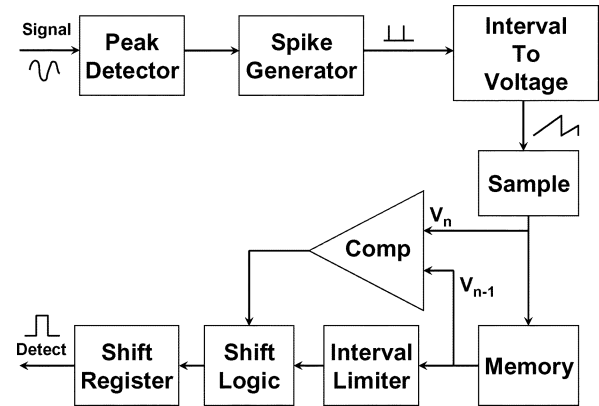 Signal
Peak
Detector
Spike
Generator
Interval
To
Voltage
Sample
Vn
Comp
Vn-1
Detect
Shift
Register
Shift
Logic
Interval
Limiter
Memory